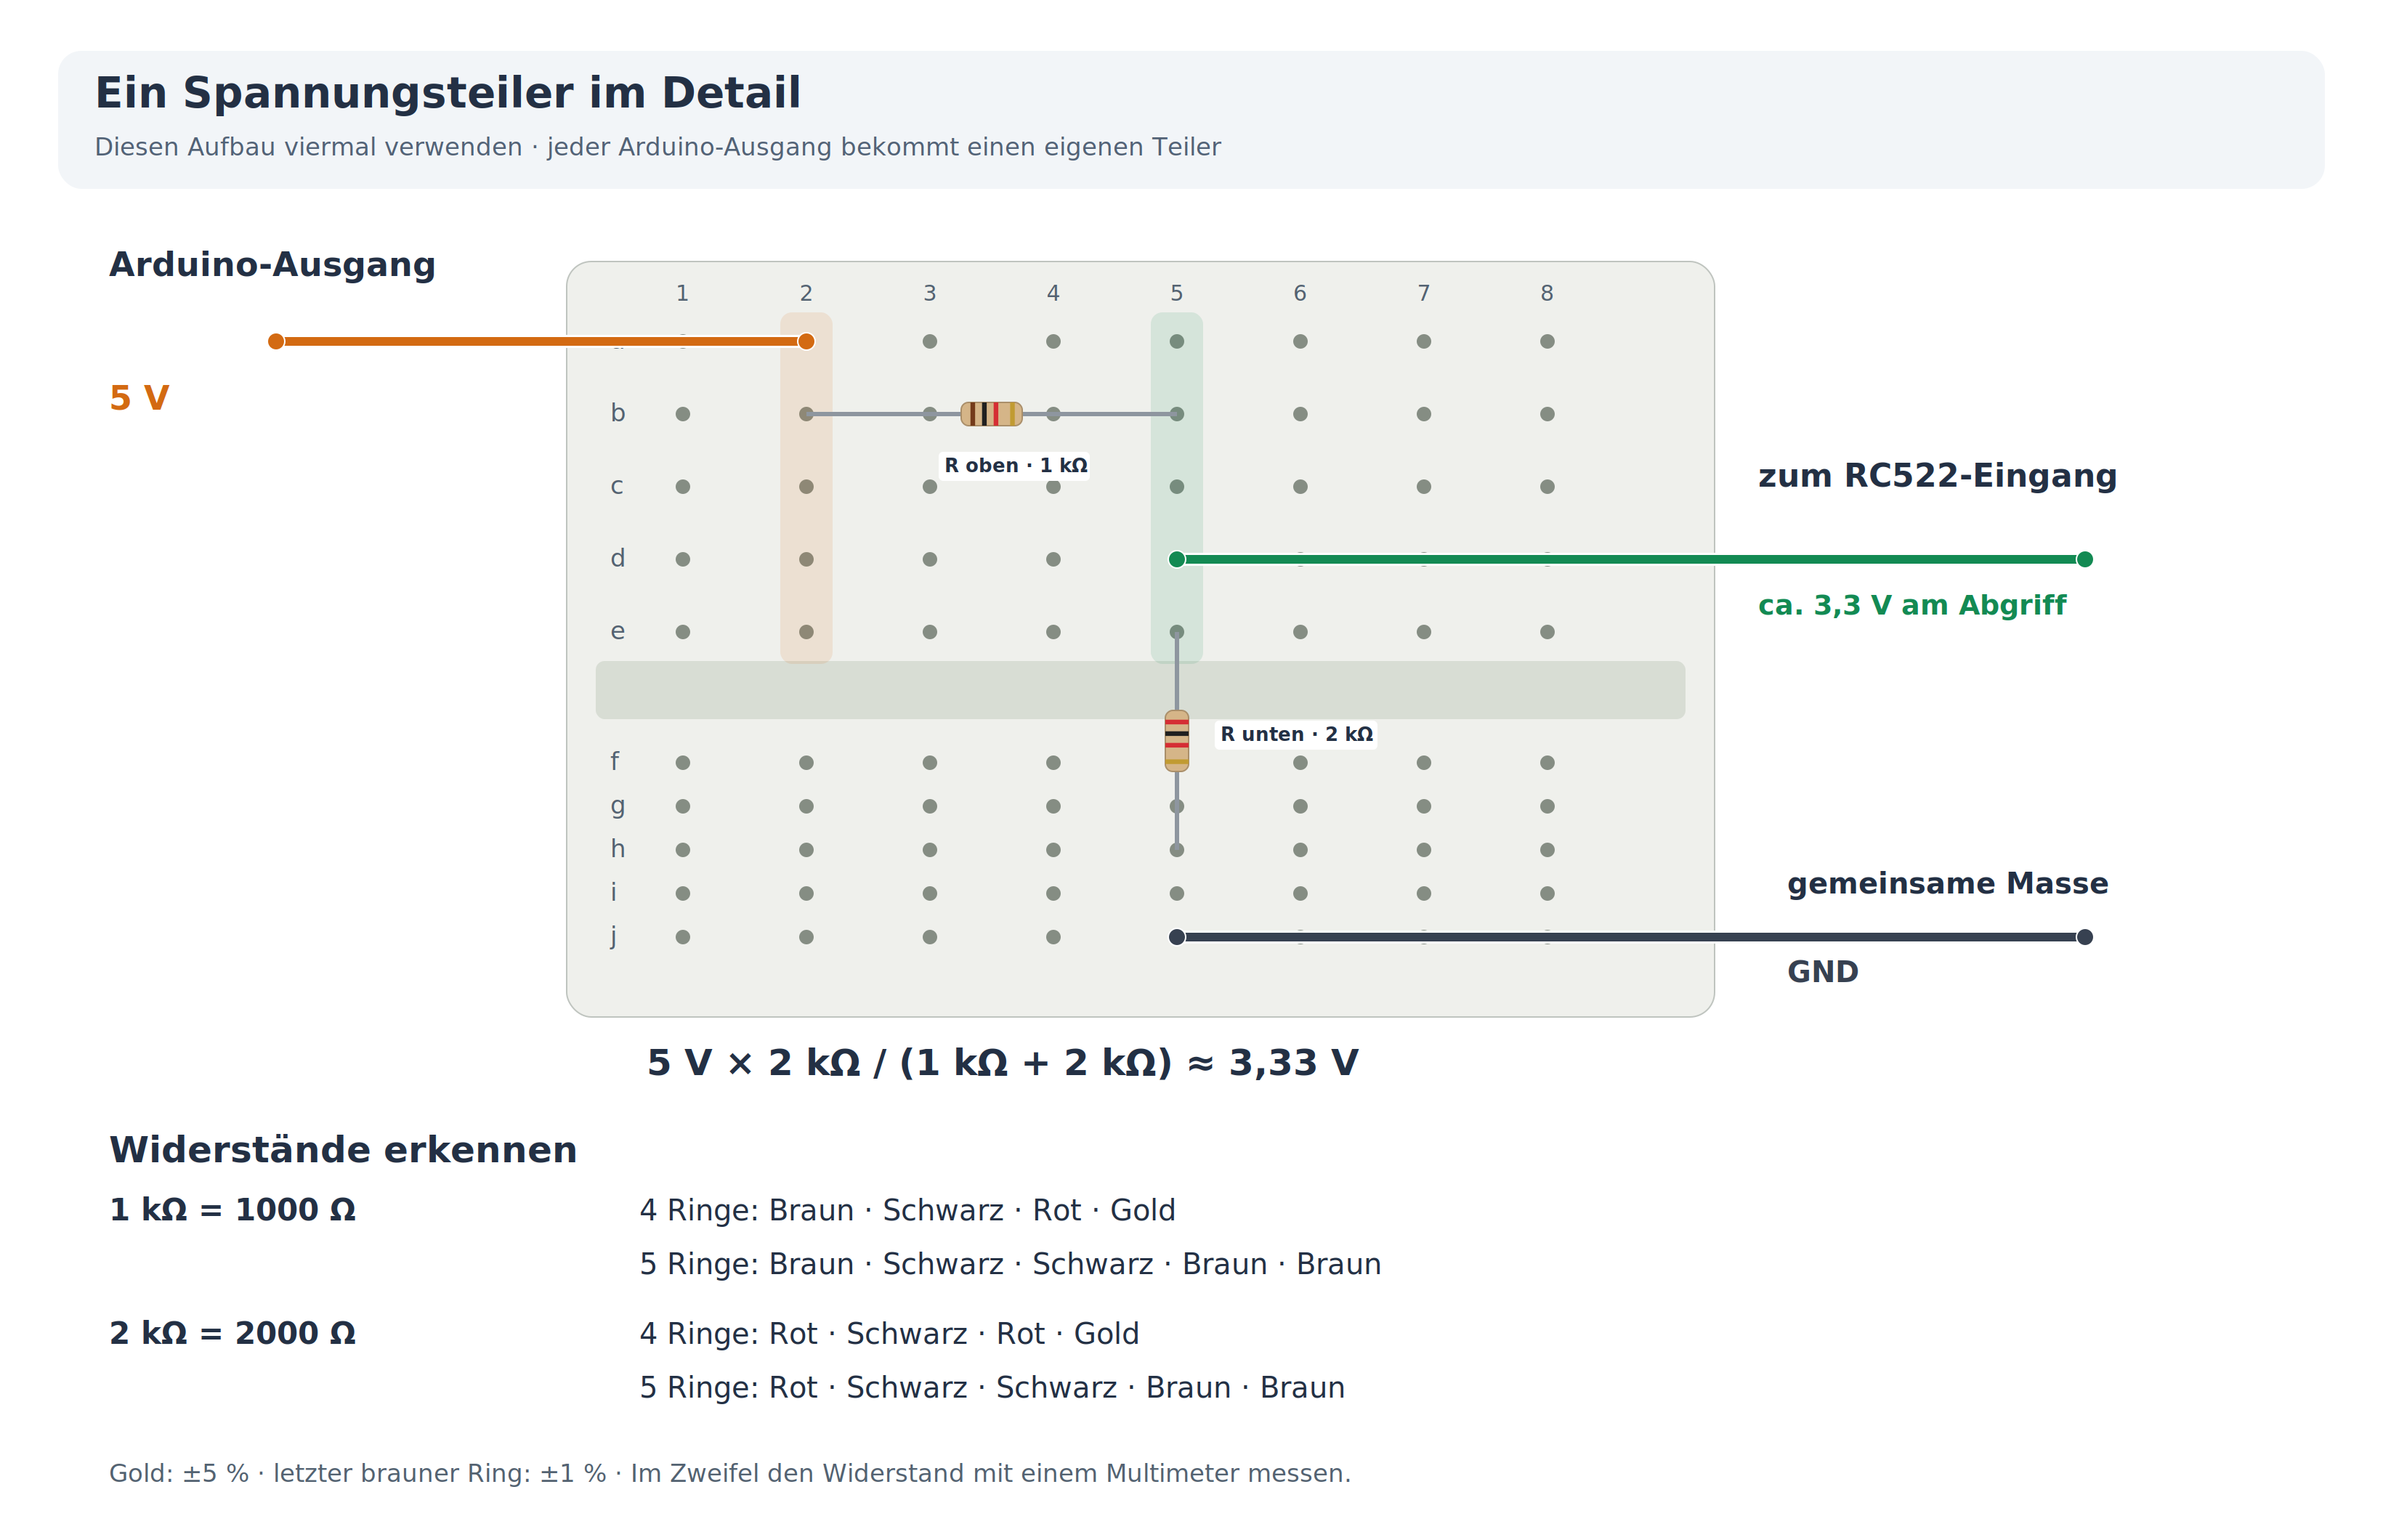 Ein Spannungsteiler im Detail
Diesen Aufbau viermal verwenden · jeder Arduino-Ausgang bekommt einen eigenen Teiler
Arduino-Ausgang
5 V
1 2 3 4 5 6 7 8
b
R oben · 1 kΩ
c
zum RC522-Eingang
d
ca. 3,3 V am Abgriff
e
R unten · 2 kΩ
f
g
h
i
gemeinsame Masse
j
GND
5 V × 2 kΩ / (1 kΩ + 2 kΩ) ≈ 3,33 V
Widerstände erkennen
1 kΩ = 1000 Ω
4 Ringe: Braun · Schwarz · Rot · Gold
5 Ringe: Braun · Schwarz · Schwarz · Braun · Braun
2 kΩ = 2000 Ω
4 Ringe: Rot · Schwarz · Rot · Gold
5 Ringe: Rot · Schwarz · Schwarz · Braun · Braun
Gold: ±5 % · letzter brauner Ring: ±1 % · Im Zweifel den Widerstand mit einem Multimeter messen.